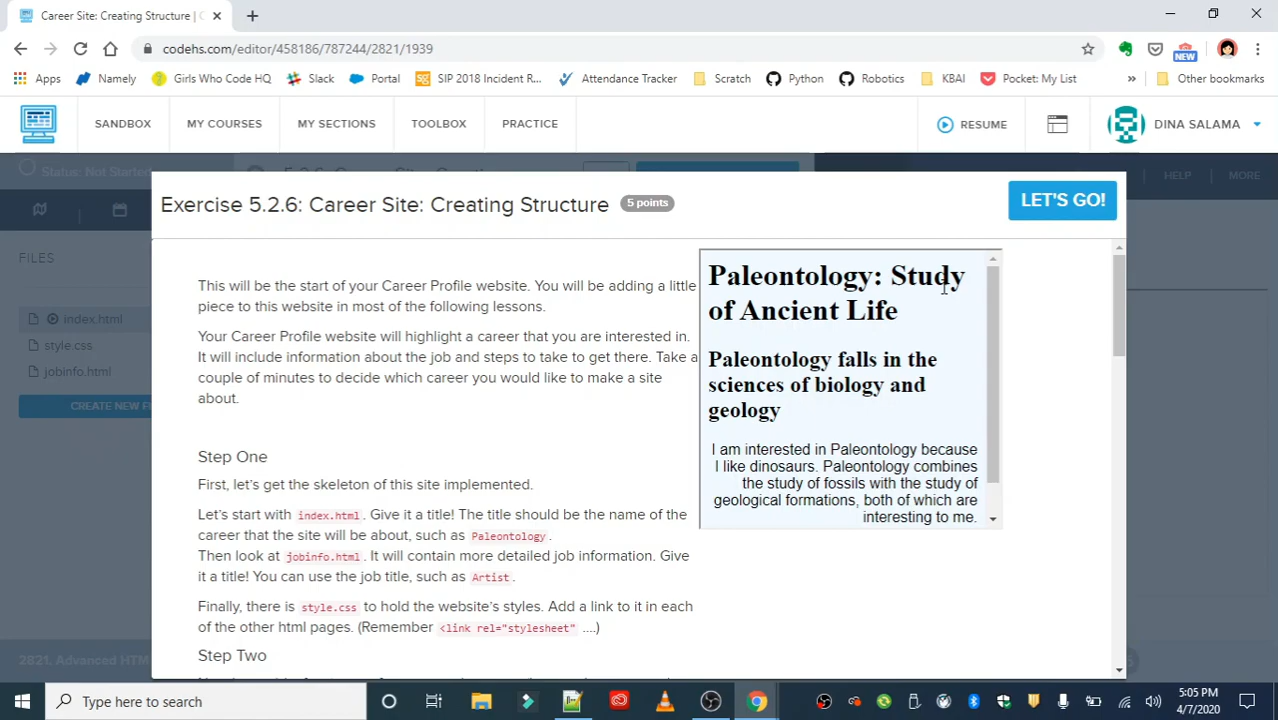 Career Site: Creating Structure | C
codehs.com/editor/458186/787244/2821/1939
NEW
Apps
Namely
Girls Who Code HQ
Slack
Portal
SIP 2018 Incident R...
Attendance Tracker
Scratch
Python
Robotics
KBAI
Pocket: My List
»
Other bookmarks
SANDBOX
MY COURSES
MY SECTIONS
TOOLBOX
PRACTICE
RESUME
DINA SALAMA
Status: Not Started
HELP
MORE
Exercise 5.2.6: Career Site: Creating Structure
5 points
LET'S GO!
FILES
index.html
style.css
jobinfo.html
CREATE NEW FI
This will be the start of your Career Profile website. You will be adding a little
piece to this website in most of the following lessons.
Your Career Profile website will highlight a career that you are interested in.
It will include information about the job and steps to take to get there. Take a
couple of minutes to decide which career you would like to make a site
about.
Step One
First, let's get the skeleton of this site implemented.
Let's start with index.html. Give it a title! The title should be the name of the
career that the site will be about, such as Paleontology.
Then look at jobinfo.html. It will contain more detailed job information. Give
it a title! You can use the job title, such as Artist.
Finally, there is style.css to hold the website's styles. Add a link to it in each
of the other html pages. (Remember <link rel="stylesheet" ....)
Step Two
Paleontology: Study
of Ancient Life
Paleontology falls in the
sciences of biology and
geology
I am interested in Paleontology because
I like dinosaurs. Paleontology combines
the study of fossils with the study of
geological formations, both of which are
interesting to me.
2821. Advanced HTM
Type here to search
5:05 PM
4/7/2020